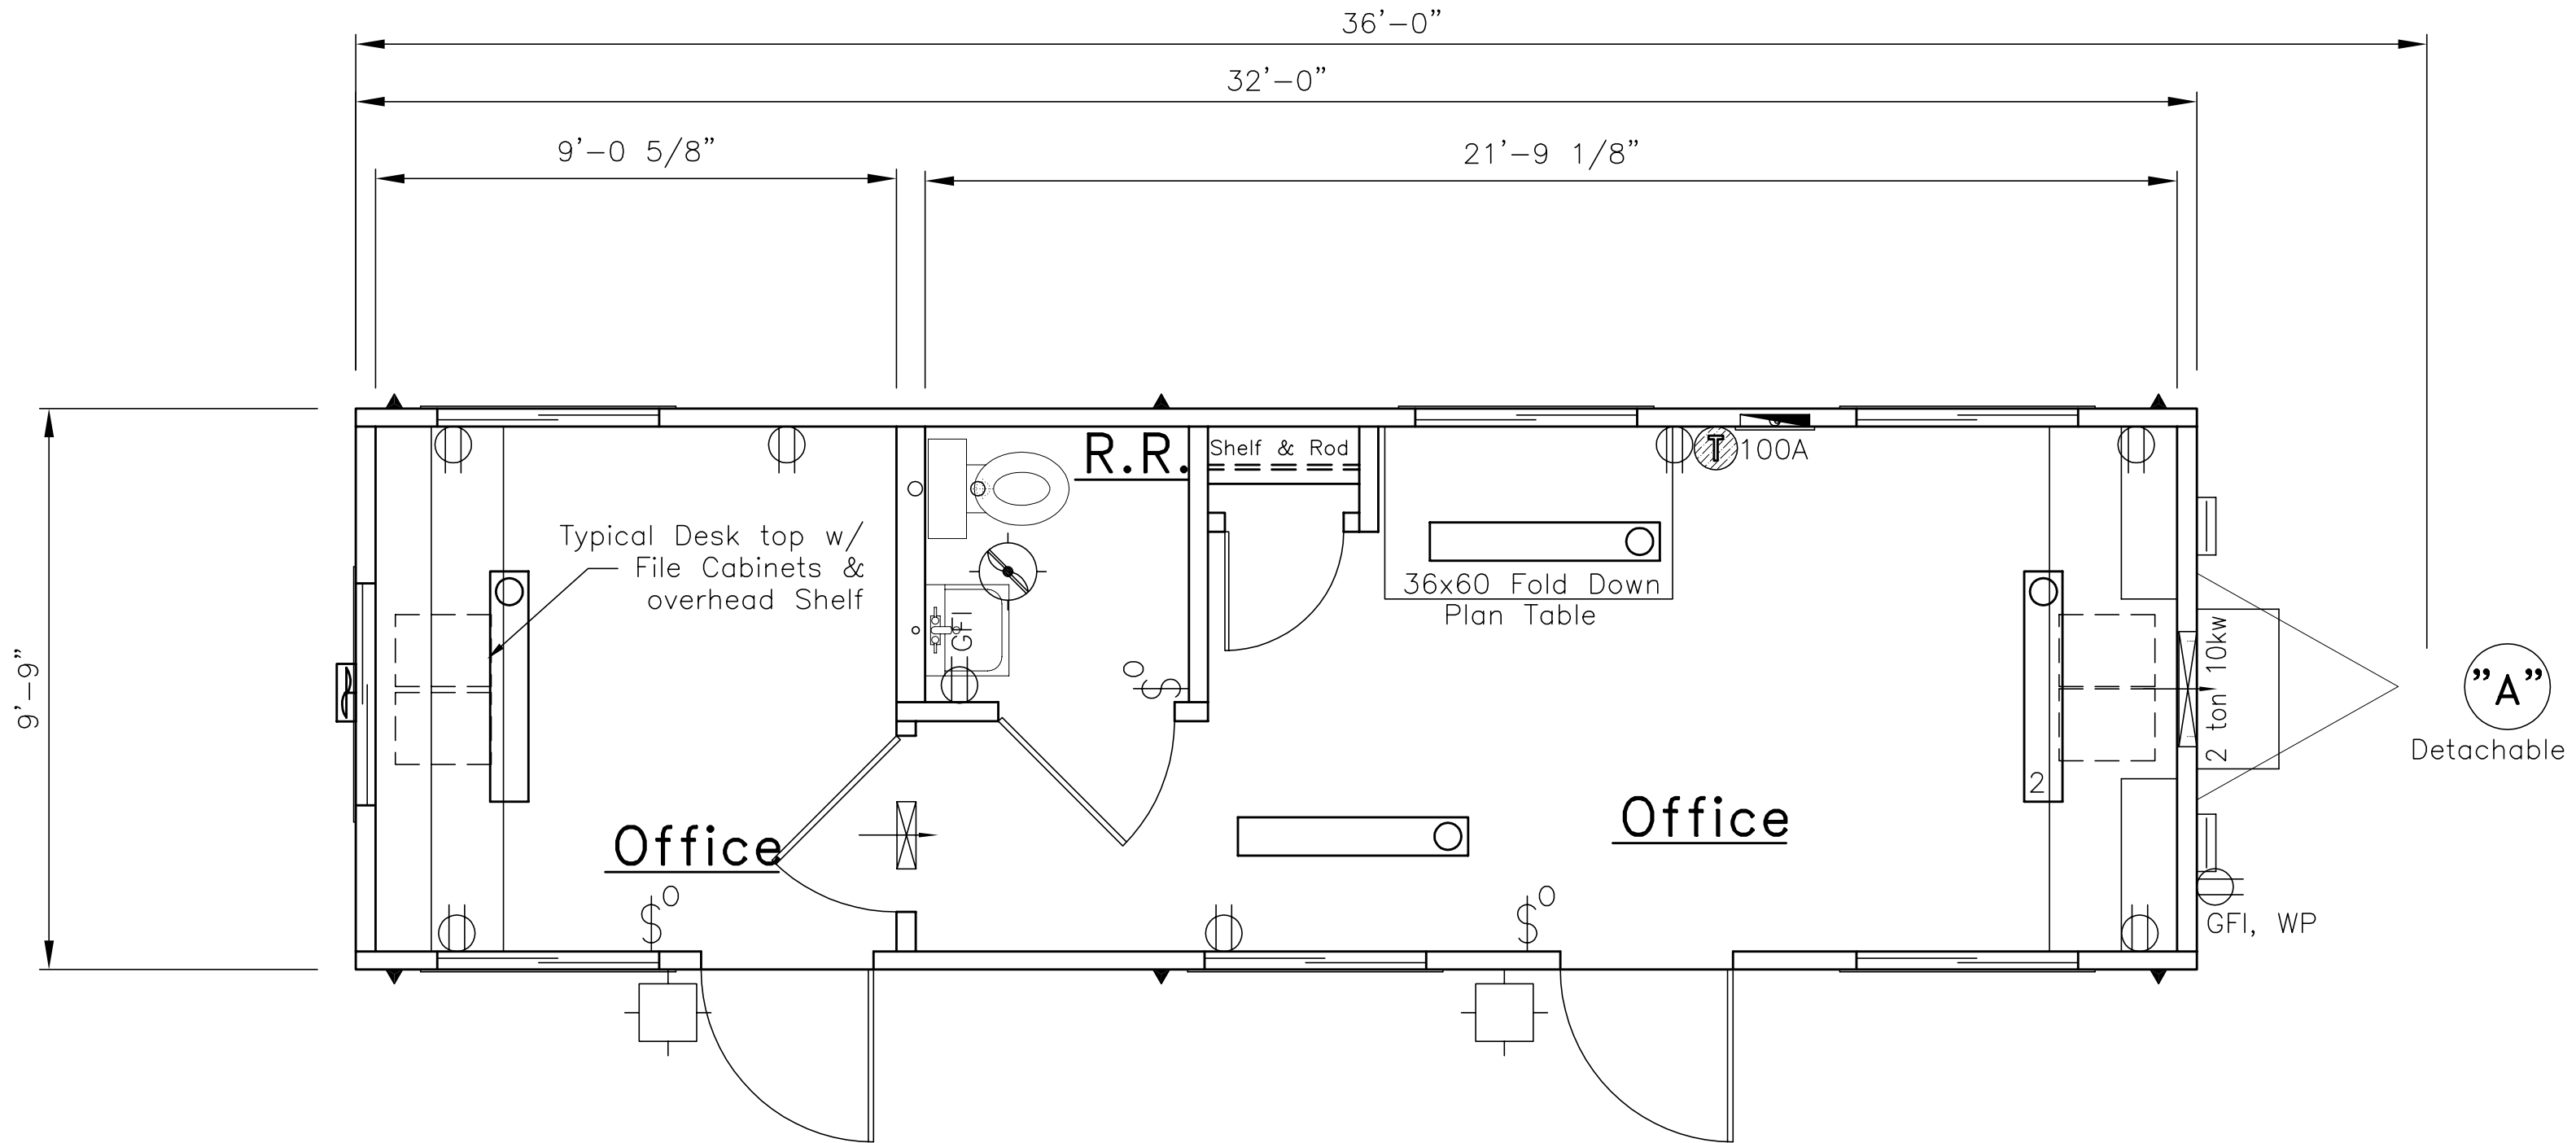 36'-0"
32'-0"
9'-0 5/8"
21'-9 1/8"
9'-9"
R.R.
Shelf & Rod
T
100A
Typical Desk top w/
File Cabinets &
overhead Shelf
36x60 Fold Down
Plan Table
GFI
$O
2 ton 10kw
"A"
Detachable
2
Office
Office
$O
$O
GFI, WP